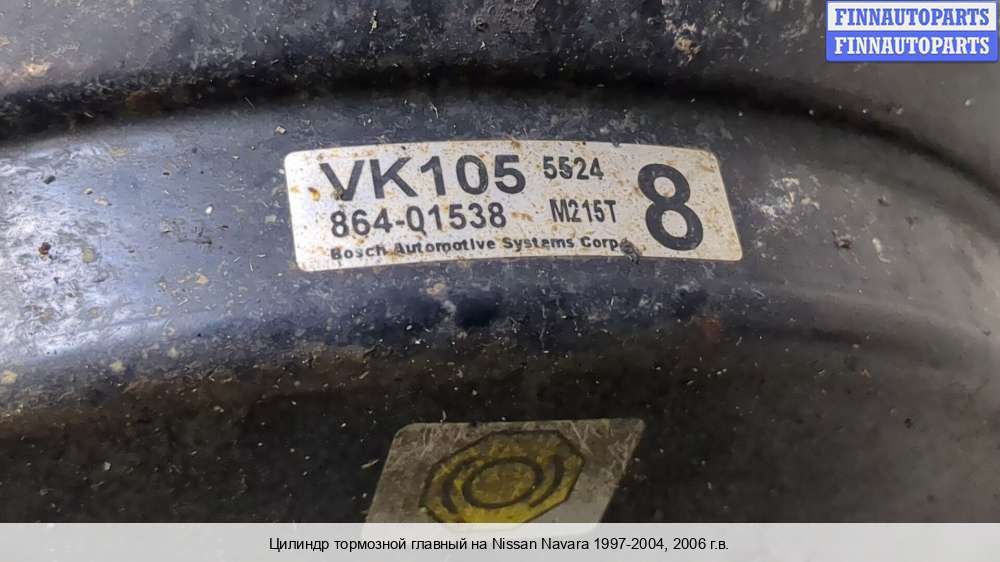 FINNAUTOPARTS
FINNAUTOPARTS
VK105 5524
864-01538 M215T 8
Bosch Automotive Systems Corp.
Цилиндр тормозной главный на Nissan Navara 1997-2004, 2006 г.в.